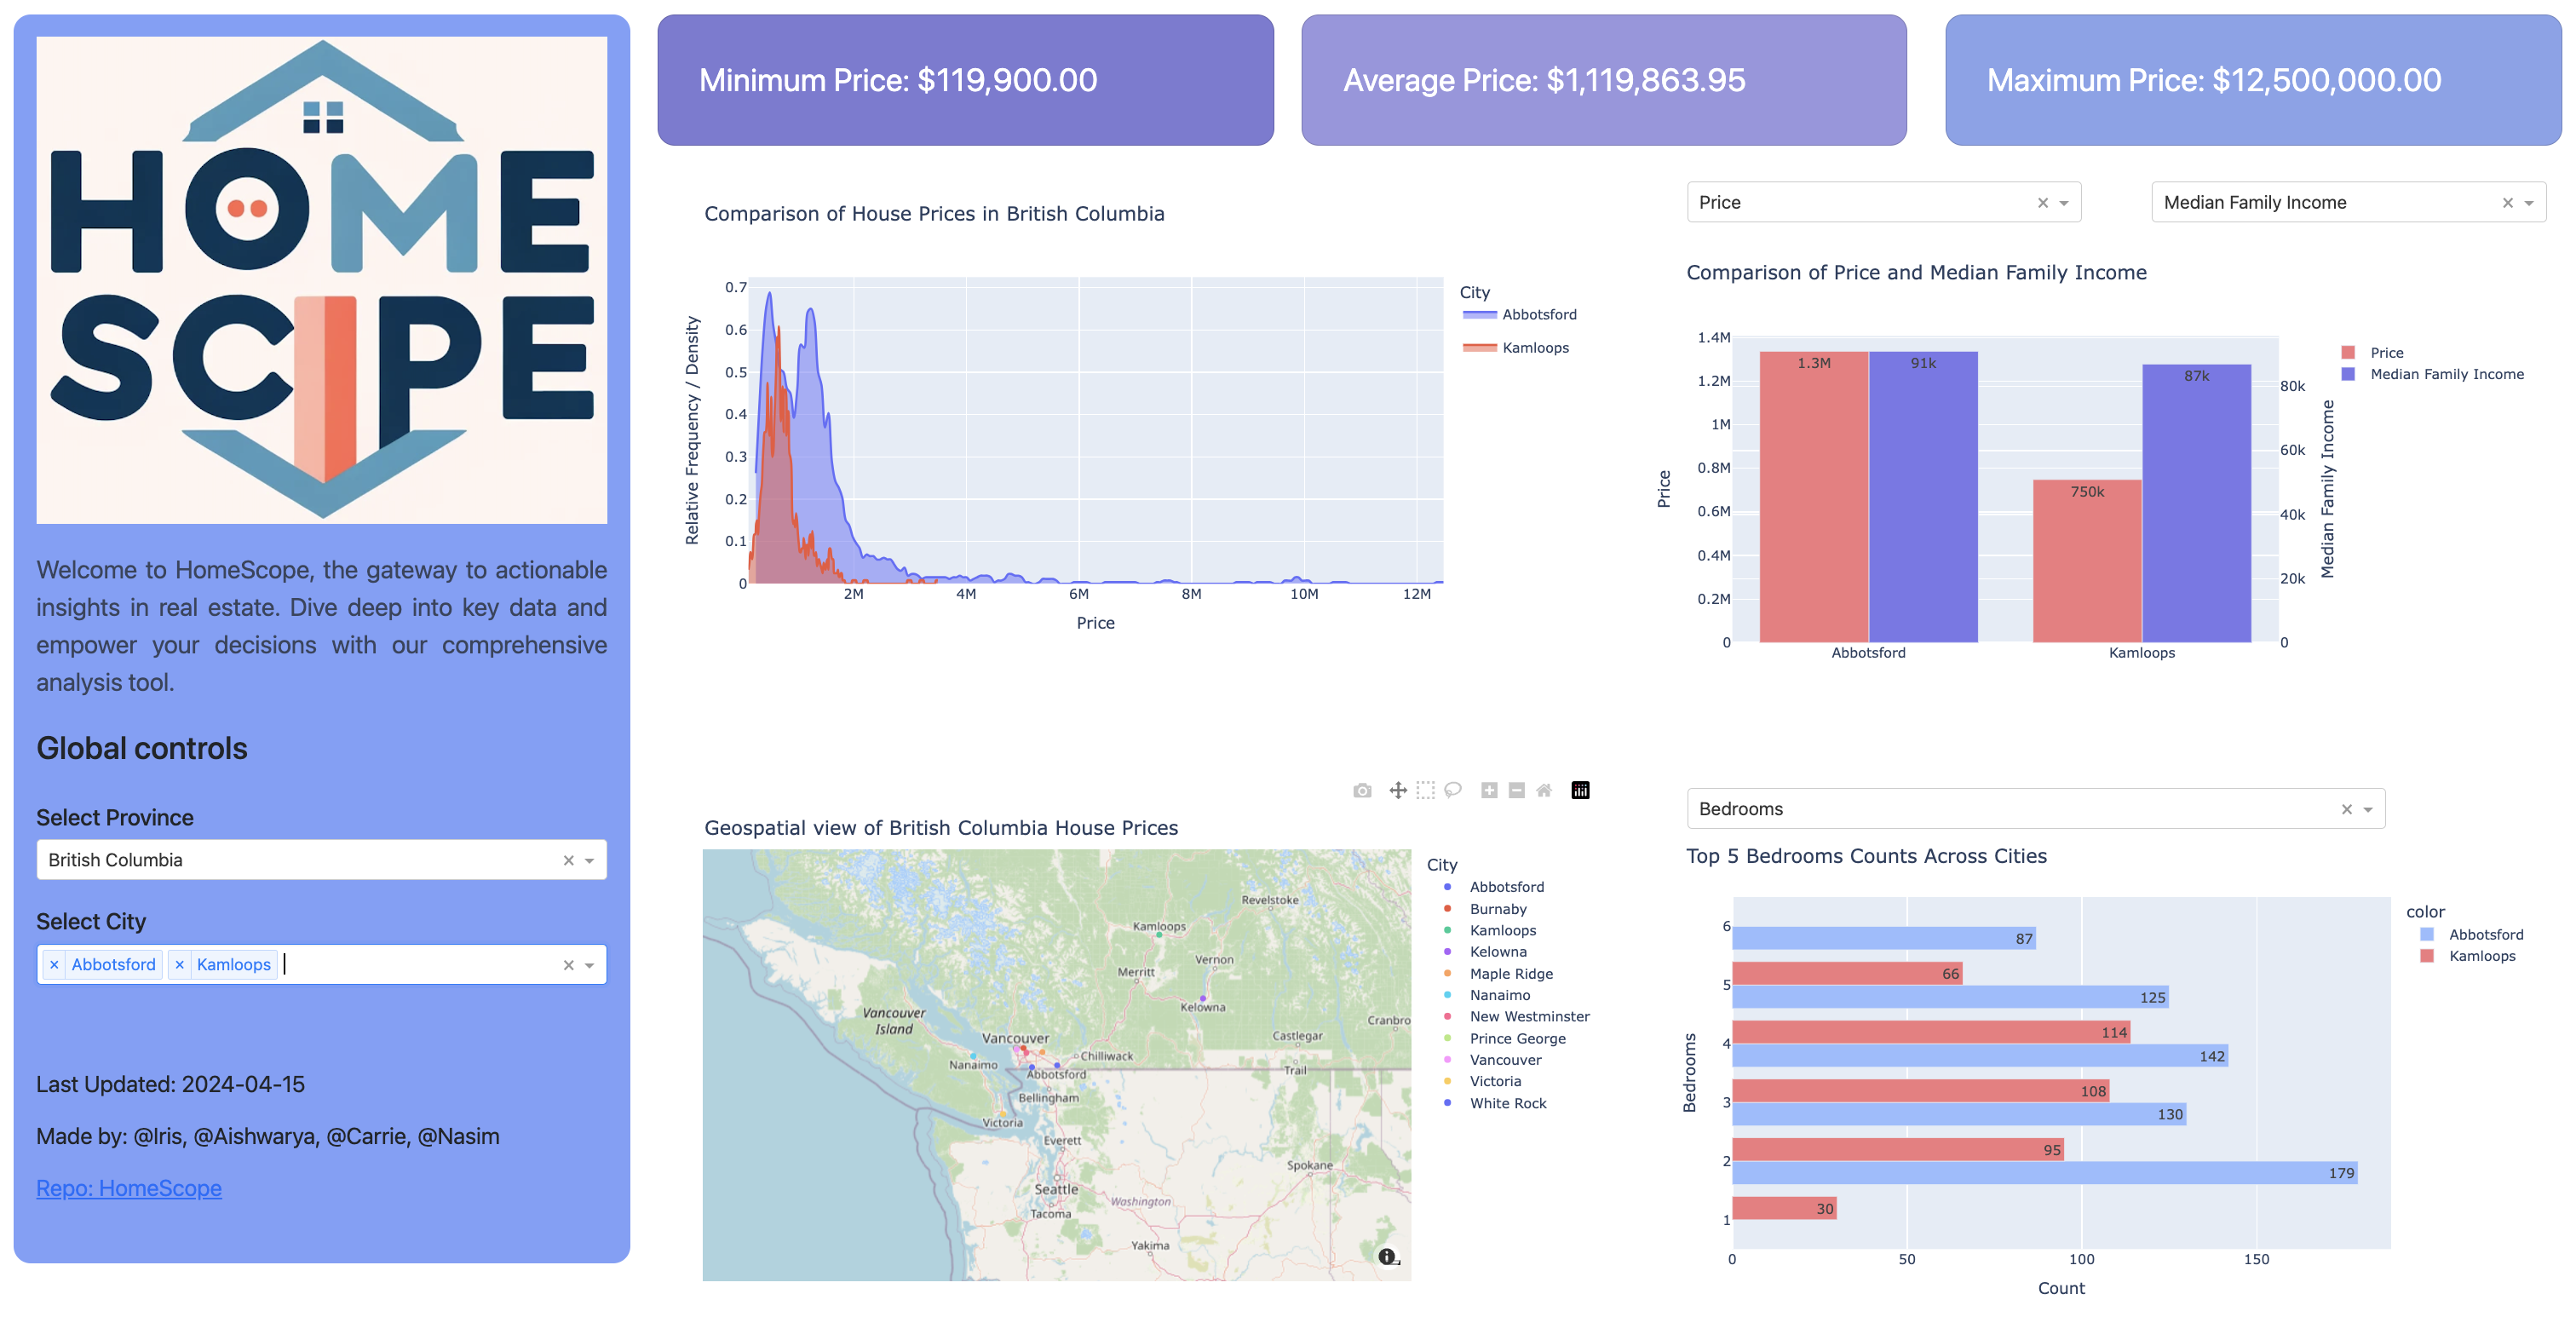 HOME
SCIPE
Welcome to HomeScope, the gateway to actionable
insights in real estate. Dive deep into key data and
empower your decisions with our comprehensive
analysis tool.
Global controls
Select Province
British Columbia
Select City
× Abbotsford × Kamloops
Last Updated: 2024-04-15
Made by: @Iris, @Aishwarya, @Carrie, @Nasim
Repo: HomeScope
Minimum Price: $119,900.00
Average Price: $1,119,863.95
Maximum Price: $12,500,000.00
Comparison of House Prices in British Columbia
Relative Frequency / Density
0.7
0.6
0.5
0.4
0.3
0.2
0.1
0
2M 4M 6M 8M 10M 12M
Price
City
Abbotsford
Kamloops
Price
Median Family Income
Comparison of Price and Median Family Income
Price
1.4M
1.2M
1M
0.8M
0.6M
0.4M
0.2M
0
1.3M 91k
750k 87k
Abbotsford Kamloops
80k
60k
40k
20k
0
Median Family Income
Price
Median Family Income
Geospatial view of British Columbia House Prices
Revelstoke
Kamloops
Vernon
Merritt
Kelowna
Vancouver
Island
Cranbro
Castlegar
Vancouver
Chilliwack
Nanaimo
Abbotsford
Trail
Bellingham
Victoria
Everett
Spokane
Seattle
Washington
Tacoma
Yakima
City
Abbotsford
Burnaby
Kamloops
Kelowna
Maple Ridge
Nanaimo
New Westminster
Prince George
Vancouver
Victoria
White Rock
Bedrooms
Top 5 Bedrooms Counts Across Cities
Bedrooms
6
5
4
3
2
1
87
66
125
114
142
108
130
95
179
30
0 50 100 150
Count
color
Abbotsford
Kamloops